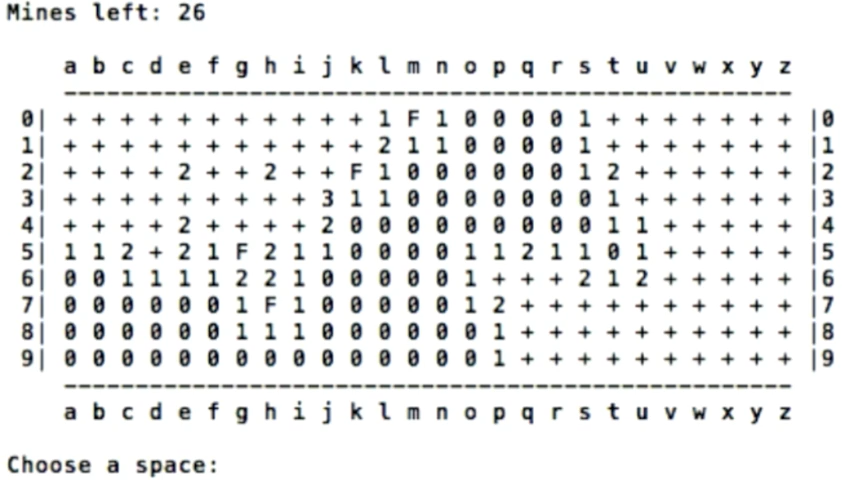 Mines left: 26
a b c d e f g h i j k l m n o p q r s t u v w x y z
---------------------------------------------------
0| + + + + + + + + + + + 1 F 1 0 0 0 0 1 + + + + + + + |0
1| + + + + + + + + + + + 2 1 1 0 0 0 0 1 + + + + + + + |1
2| + + + + 2 + + 2 + + F 1 0 0 0 0 0 0 1 2 + + + + + + |2
3| + + + + + + + + + 3 1 1 0 0 0 0 0 0 0 1 + + + + + + |3
4| + + + + 2 + + + + 2 0 0 0 0 0 0 0 0 0 1 1 + + + + + |4
5| 1 1 2 + 2 1 F 2 1 1 0 0 0 0 1 1 2 1 1 0 1 + + + + + |5
6| 0 0 1 1 1 1 2 2 1 0 0 0 0 0 1 + + + 2 1 2 + + + + + |6
7| 0 0 0 0 0 0 1 F 1 0 0 0 0 0 1 2 + + + + + + + + + + |7
8| 0 0 0 0 0 0 1 1 1 0 0 0 0 0 0 1 + + + + + + + + + + |8
9| 0 0 0 0 0 0 0 0 0 0 0 0 0 0 0 1 + + + + + + + + + + |9
---------------------------------------------------
a b c d e f g h i j k l m n o p q r s t u v w x y z
Choose a space: